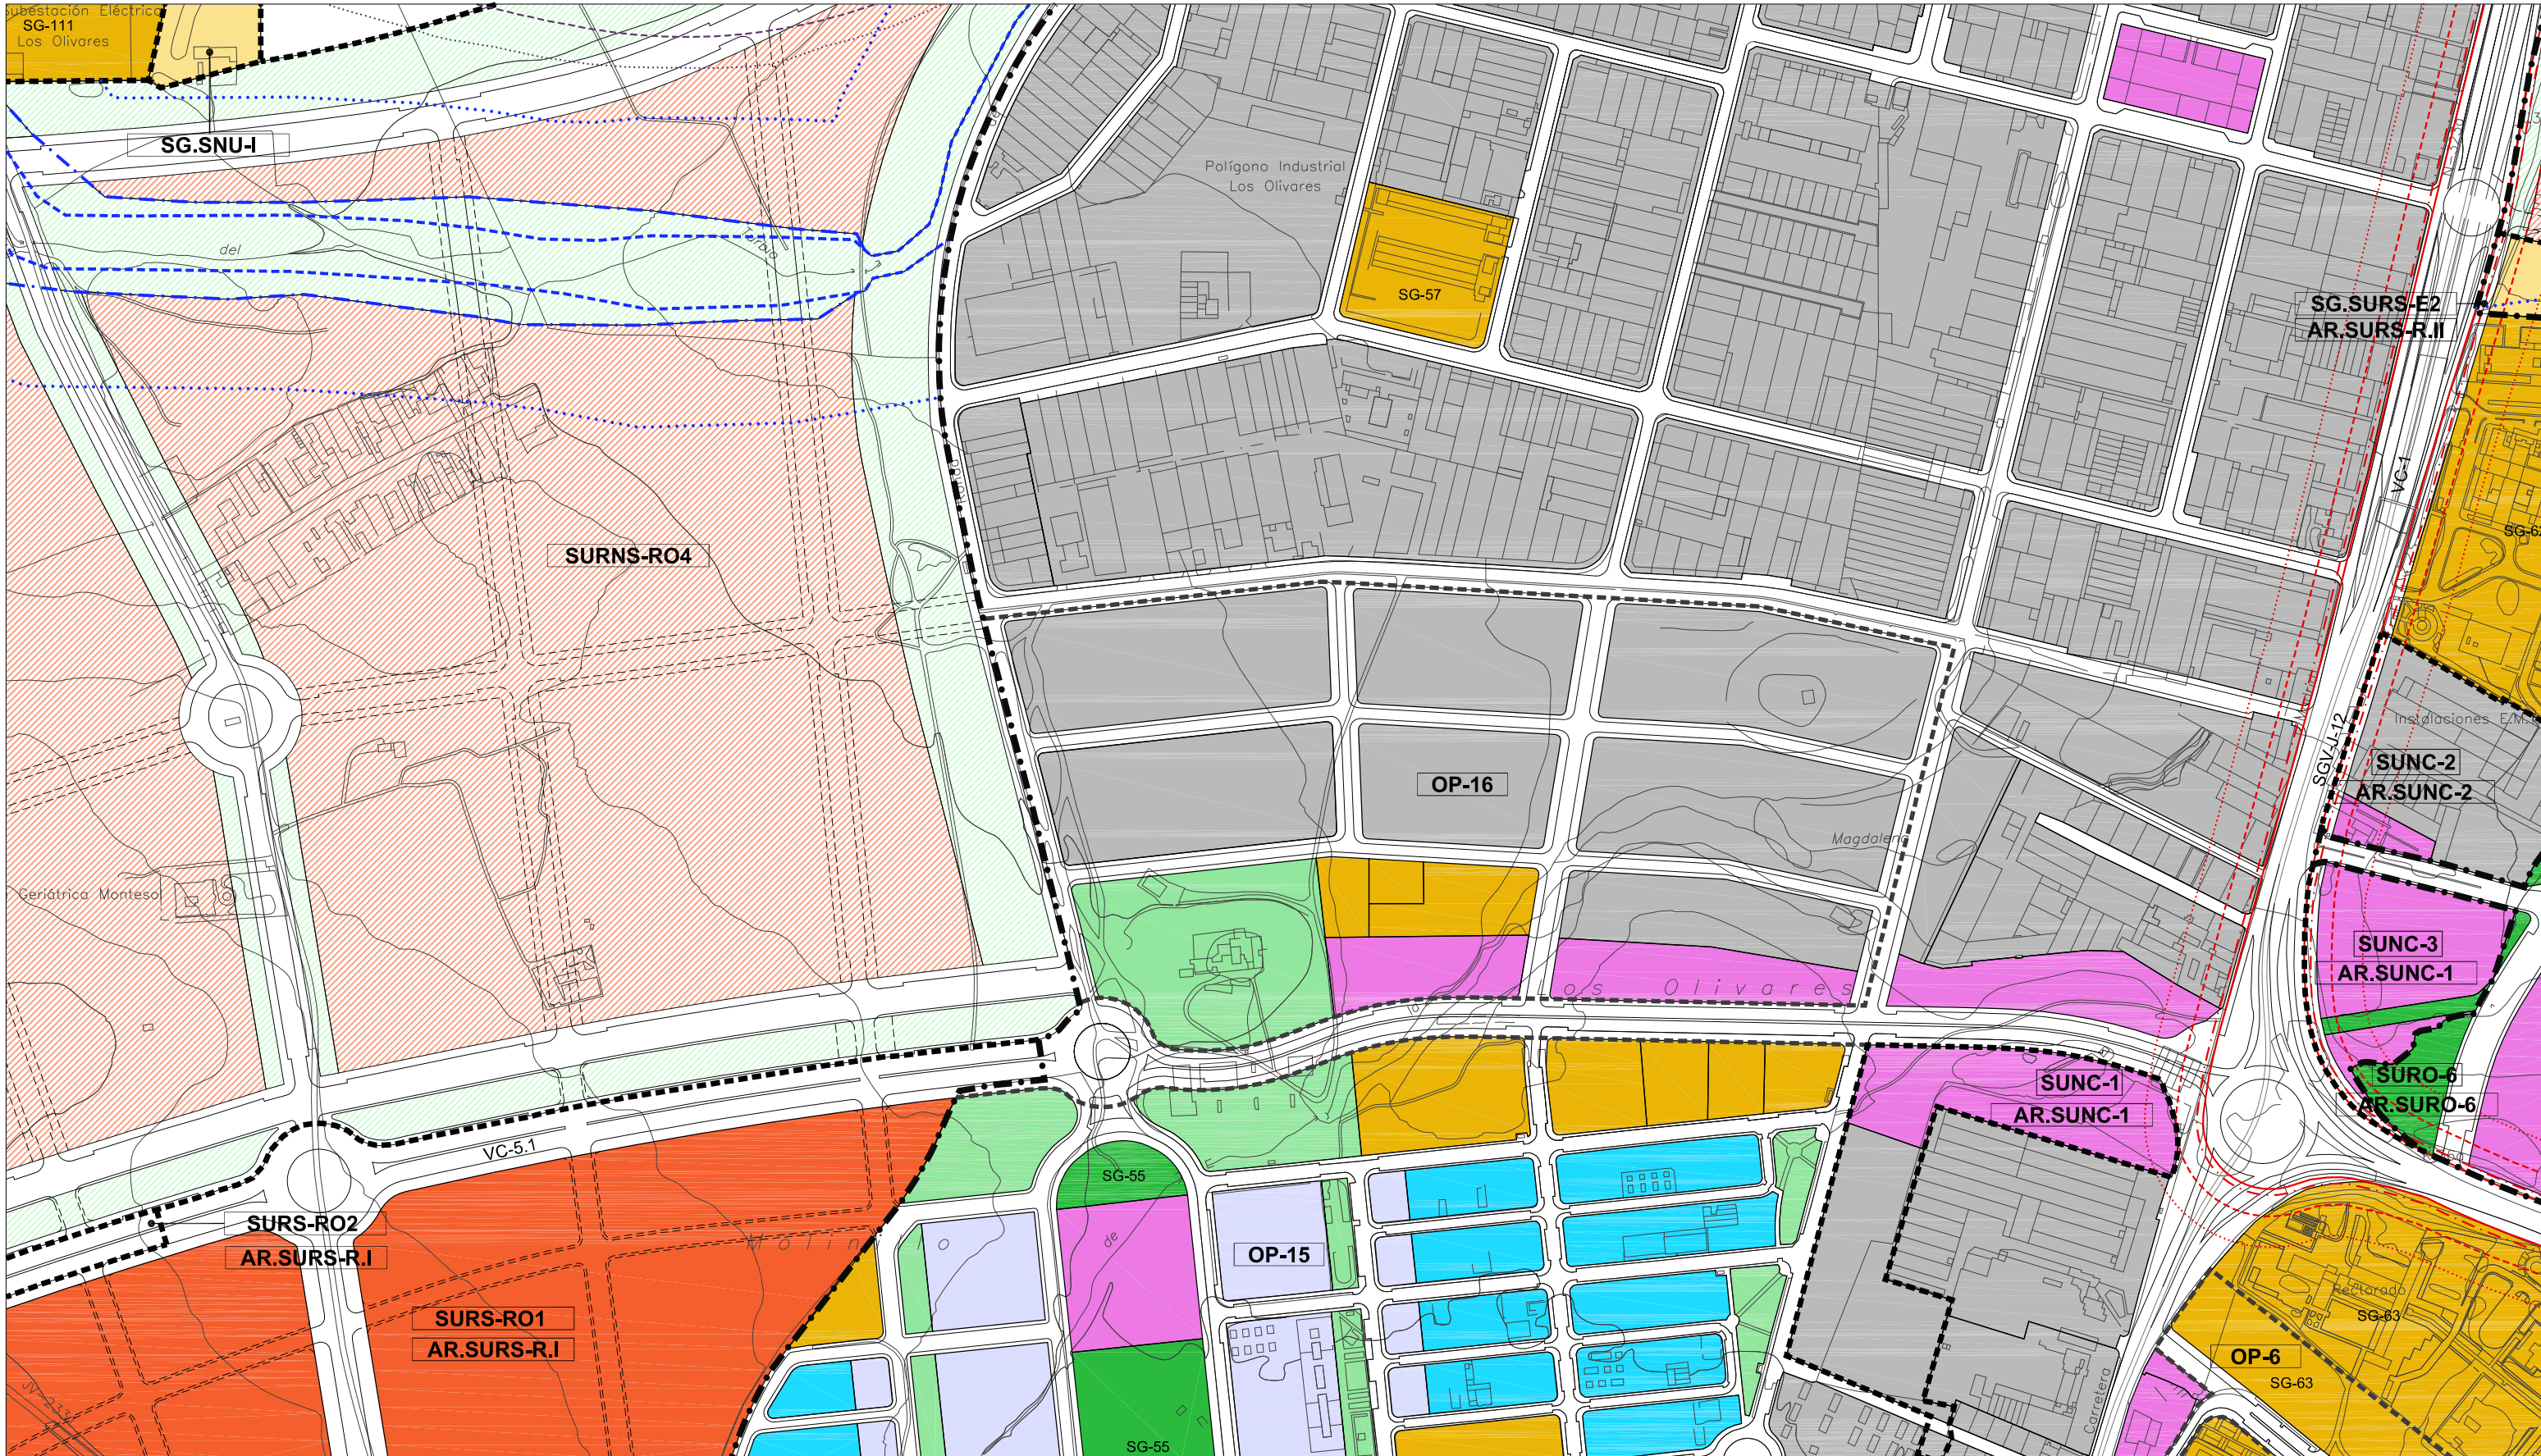 Subestación Eléctrica
SG-111
Los Olivares
SG.SNU-I
del
Polígono Industrial
Los Olivares
SG-57
SG.SURS-E2
AR.SURS-R.II
VC-1
SURNS-RO4
SGV-J-12
Instalaciones E.M.
SUNC-2
AR.SUNC-2
OP-16
Magdalena
Geriátrica Montesol
SUNC-3
AR.SUNC-1
Los Olivares
SUNC-1
AR.SUNC-1
SURO-6
AR.SURO-6
VC-5.1
SG-55
SURS-RO2
AR.SURS-R.I
de
OP-15
Rectorado
SG-63
SURS-RO1
AR.SURS-R.I
OP-6
SG-63
JV-2331
Carretera
SG-55